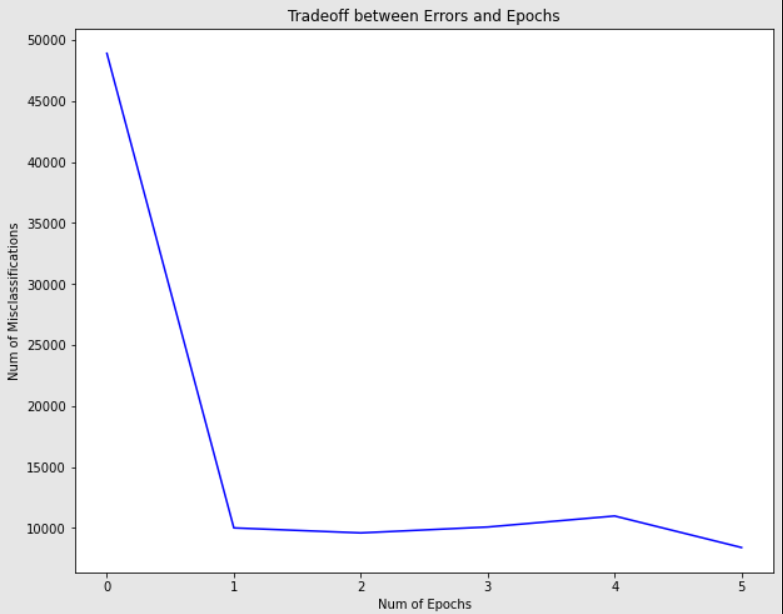 Tradeoff between Errors and Epochs
50000
45000
40000
35000
30000
25000
20000
15000
10000
Num of Misclassifications
0 1 2 3 4 5
Num of Epochs